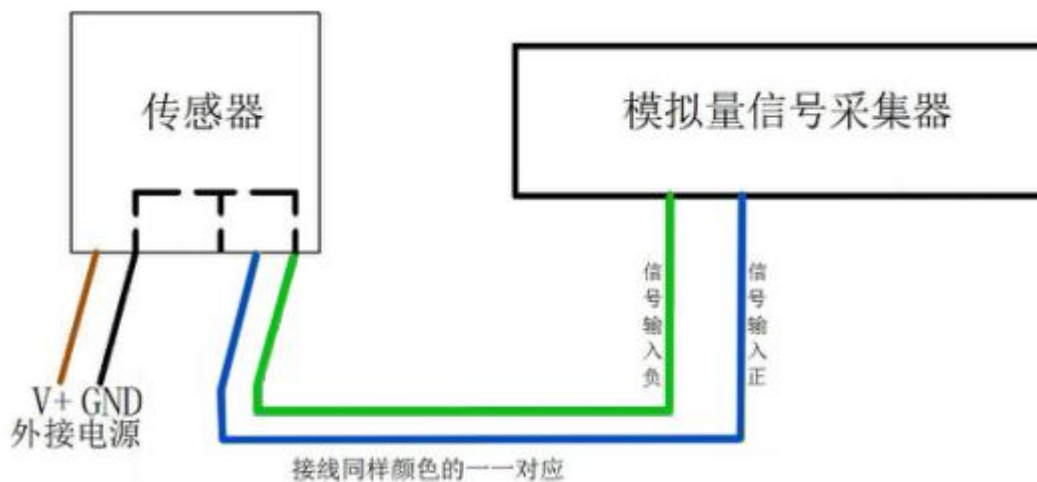 传感器
模拟量信号采集器
信号输入负
信号输入正
V+ GND
外接电源
接线同样颜色的一一对应